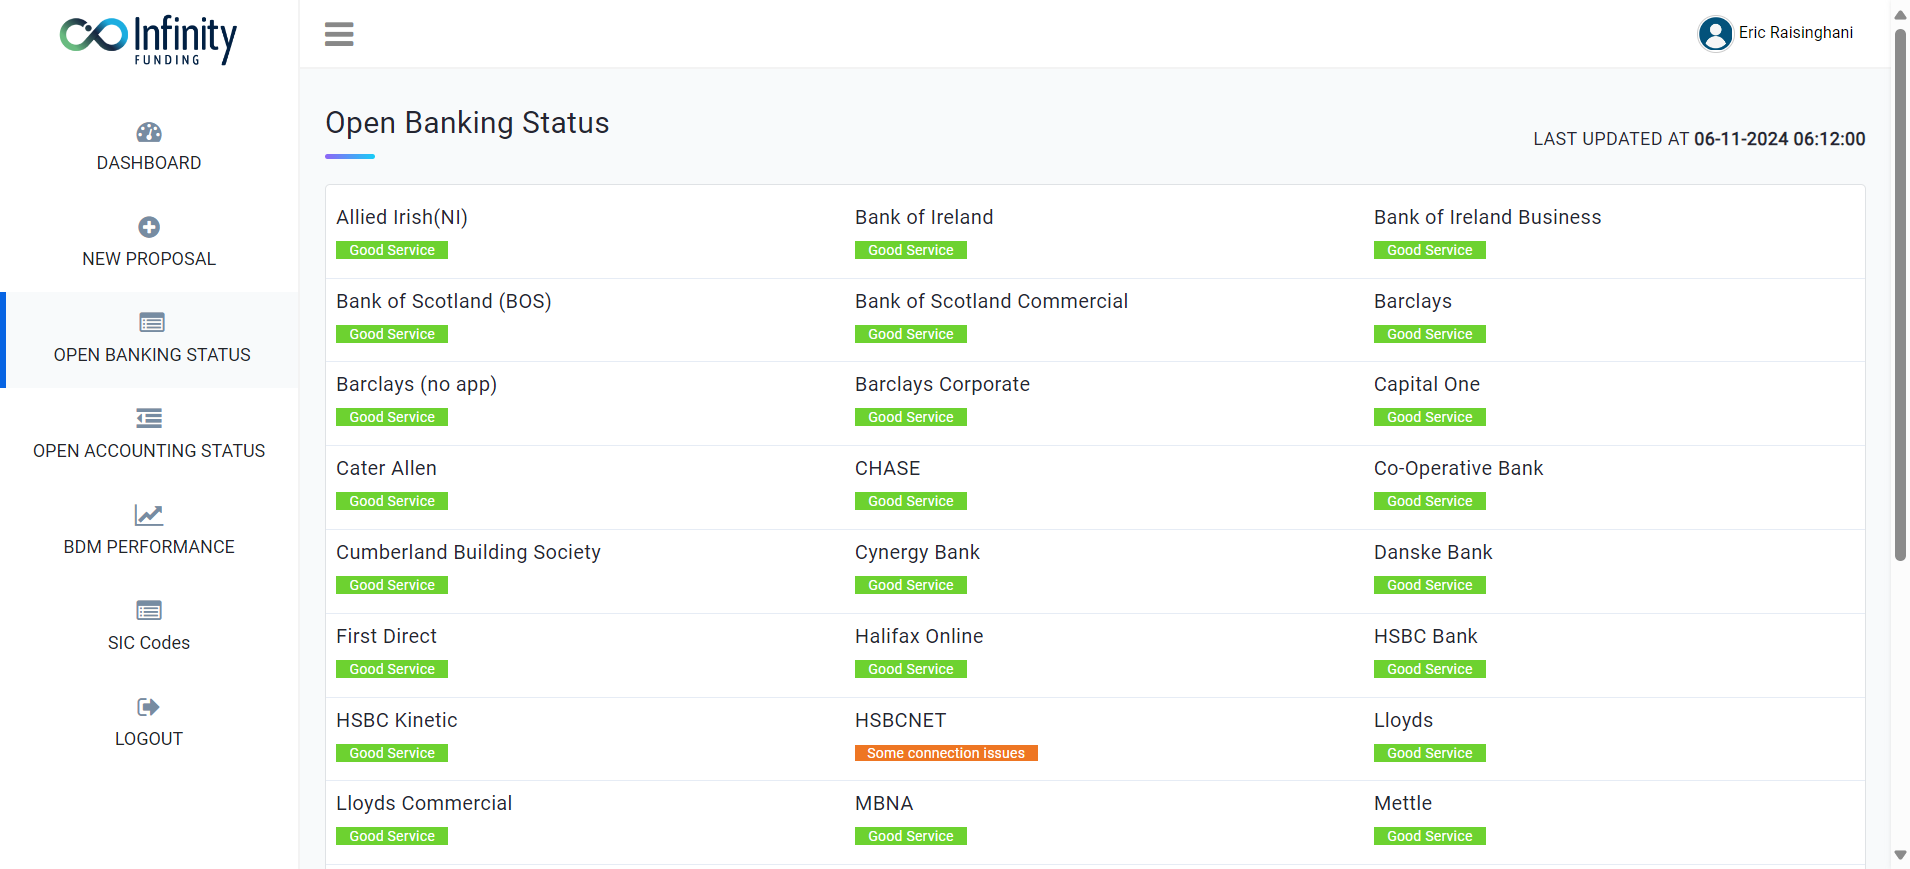 Infinity
FUNDING
Eric Raisinghani
DASHBOARD
NEW PROPOSAL
OPEN BANKING STATUS
OPEN ACCOUNTING STATUS
BDM PERFORMANCE
SIC Codes
LOGOUT
Open Banking Status
LAST UPDATED AT 06-11-2024 06:12:00
Allied Irish(NI)
Good Service
Bank of Ireland
Good Service
Bank of Ireland Business
Good Service
Bank of Scotland (BOS)
Good Service
Bank of Scotland Commercial
Good Service
Barclays
Good Service
Barclays (no app)
Good Service
Barclays Corporate
Good Service
Capital One
Good Service
Cater Allen
Good Service
CHASE
Good Service
Co-Operative Bank
Good Service
Cumberland Building Society
Good Service
Cynergy Bank
Good Service
Danske Bank
Good Service
First Direct
Good Service
Halifax Online
Good Service
HSBC Bank
Good Service
HSBC Kinetic
Good Service
HSBCNET
Some connection issues
Lloyds
Good Service
Lloyds Commercial
Good Service
MBNA
Good Service
Mettle
Good Service